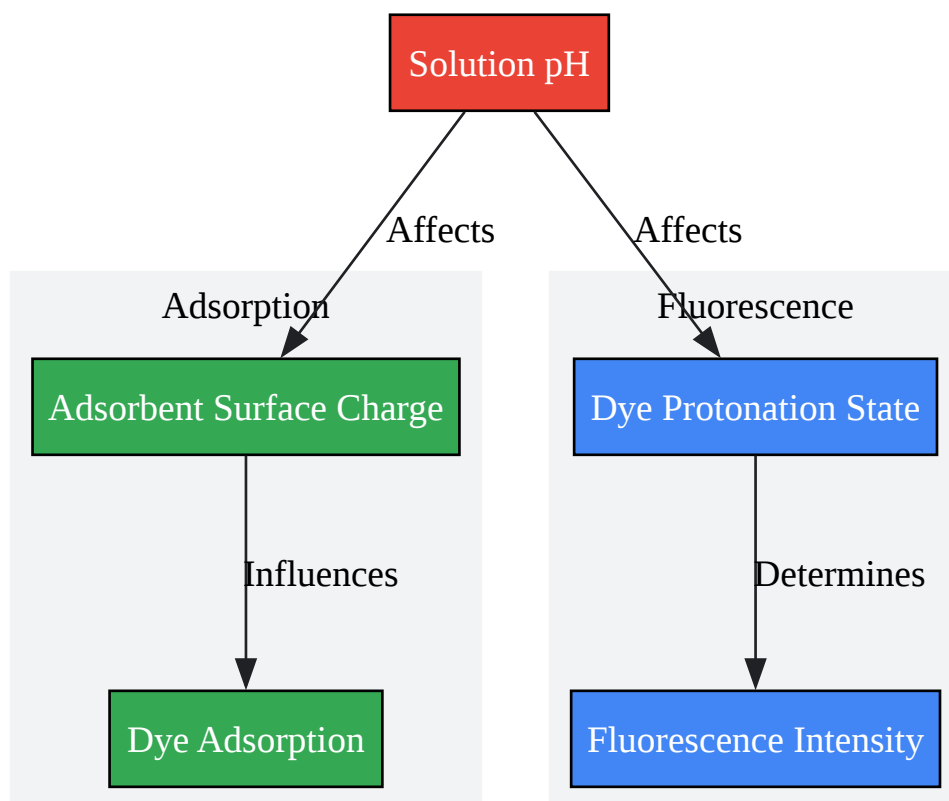 Solution pH
Affects
Affects
Adsorption
Fluorescence
Adsorbent Surface Charge
Dye Protonation State
Influences
Determines
Dye Adsorption
Fluorescence Intensity